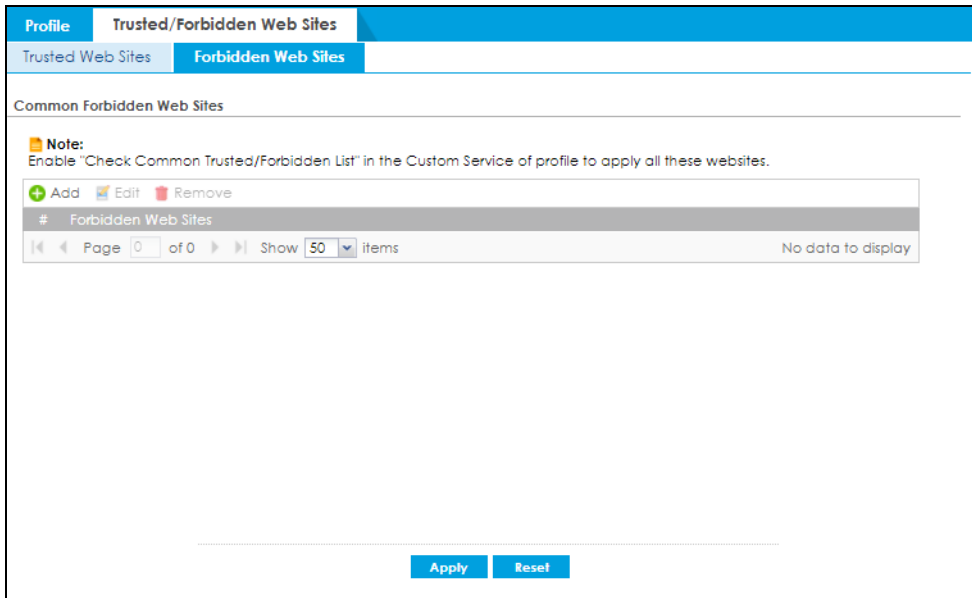 Profile Trusted/Forbidden Web Sites
Trusted Web Sites Forbidden Web Sites
Common Forbidden Web Sites
Note:
Enable "Check Common Trusted/Forbidden List" in the Custom Service of profile to apply all these websites.
Add Edit Remove
# Forbidden Web Sites
Page 0 of 0 Show 50 items No data to display
Apply Reset